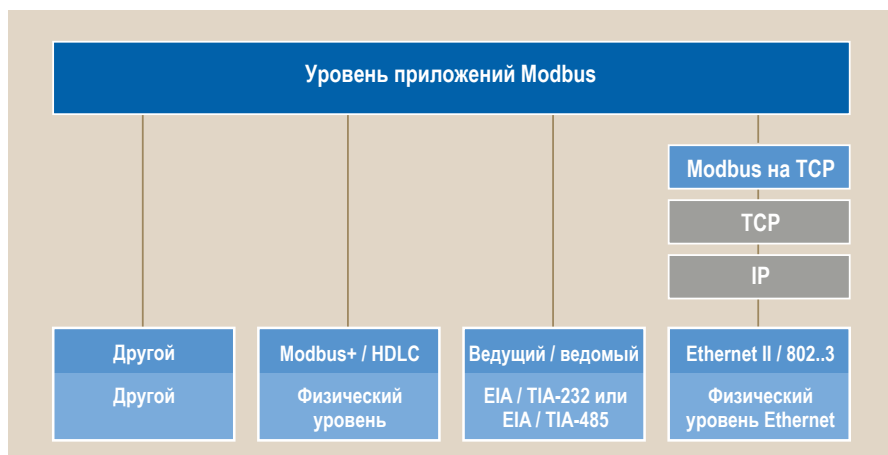 Уровень приложений Modbus
Modbus на TCP
TCP
IP
Другой
Другой
Modbus+ / HDLC
Физический
уровень
Ведущий / ведомый
EIA / TIA-232 или
EIA / TIA-485
Ethernet II / 802..3
Физический
уровень Ethernet